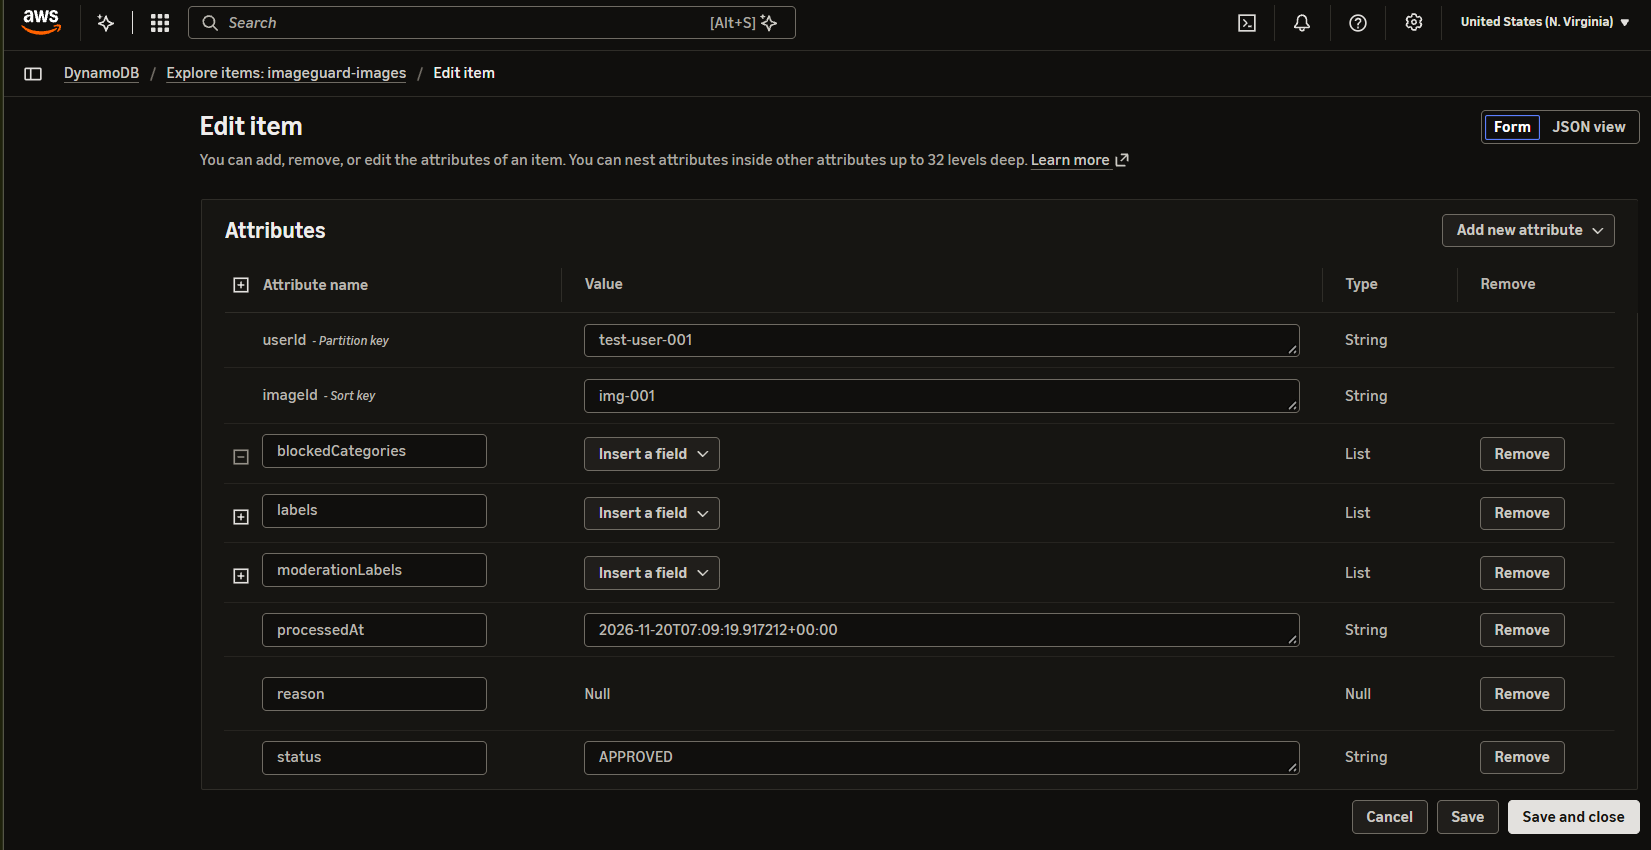 aws Search [Alt+S] United States (N. Virginia)
DynamoDB / Explore items: imageguard-images / Edit item
Edit item
Form JSON view
You can add, remove, or edit the attributes of an item. You can nest attributes inside other attributes up to 32 levels deep. Learn more
Attributes
Add new attribute
Attribute name Value Type Remove
userId - Partition key test-user-001 String
imageId - Sort key img-001 String
blockedCategories Insert a field List Remove
labels Insert a field List Remove
moderationLabels Insert a field List Remove
processedAt 2026-11-20T07:09:19.917212+00:00 String Remove
reason Null Null Remove
status APPROVED String Remove
Cancel Save Save and close